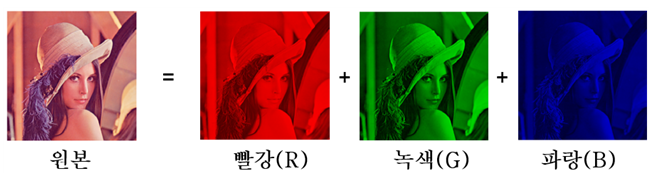 = + +
원본 빨강(R) 녹색(G) 파랑(B)